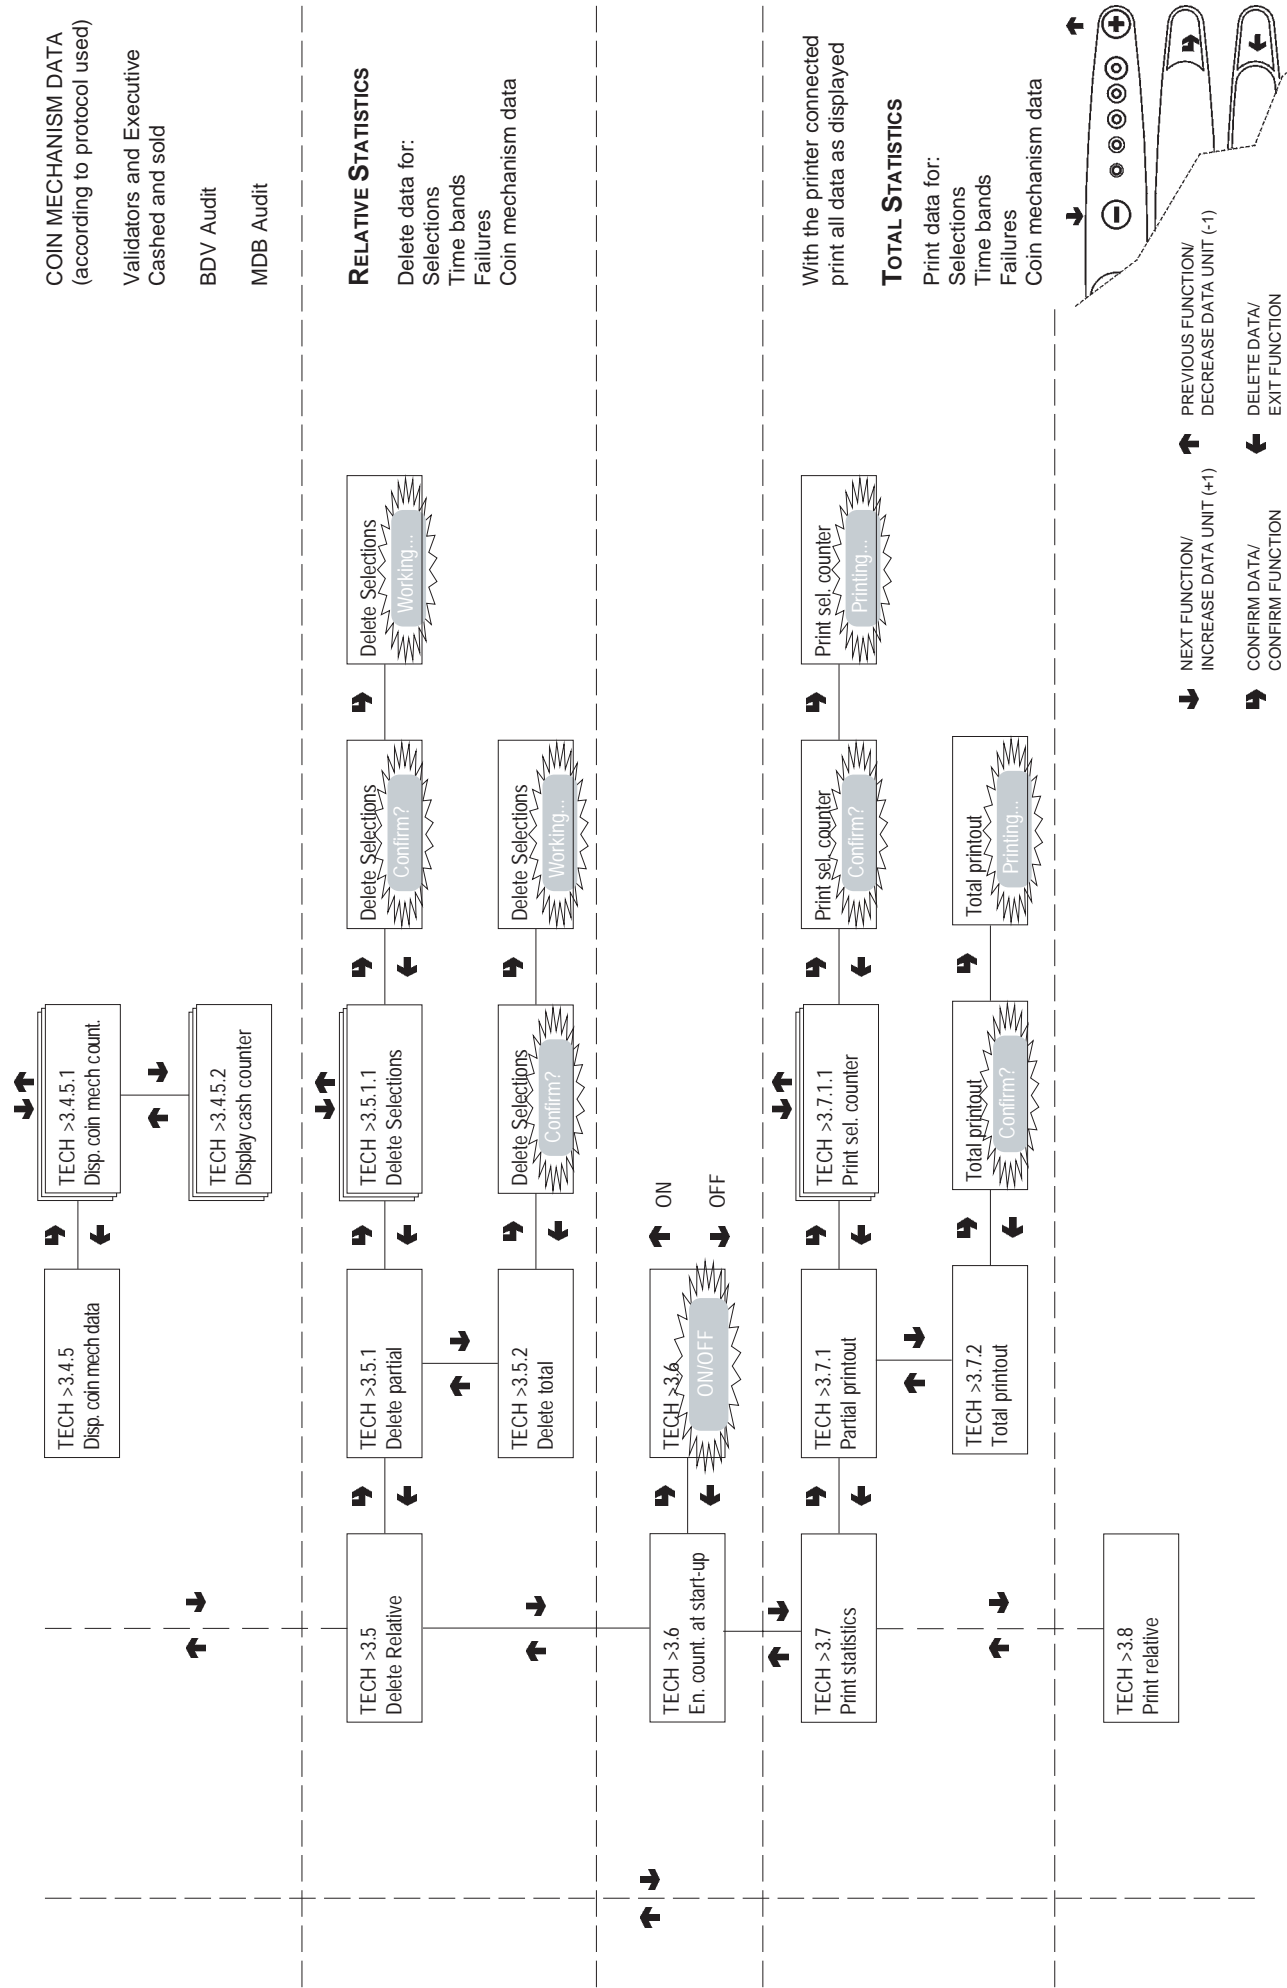 COIN MECHANISM DATA
(according to protocol used)
Validators and Executive
Cashed and sold
BDV Audit
MDB Audit
TECH >3.4.5
Disp. coin mech data
TECH >3.4.5.1
Disp. coin mech count.
TECH >3.4.5.2
Display cash counter
RELATIVE STATISTICS
Delete data for:
Selections
Time bands
Failures
Coin mechanism data
TECH >3.5
Delete Relative
TECH >3.5.1
Delete partial
TECH >3.5.1.1
Delete Selections
Delete Selections
Confirm?
Delete Selections
Working...
TECH >3.5.2
Delete total
Delete Selections
Confirm?
Delete Selections
Working...
TECH >3.6
En. count. at start-up
TECH >3.6
ON/OFF
ON
OFF
With the printer connected
print all data as displayed
TOTAL STATISTICS
Print data for:
Selections
Time bands
Failures
Coin mechanism data
TECH >3.7
Print statistics
TECH >3.7.1
Partial printout
TECH >3.7.1.1
Print sel. counter
Print sel. counter
Confirm?
Print sel. counter
Printing...
TECH >3.7.2
Total printout
Total printout
Confirm?
Total printout
Printing...
TECH >3.8
Print relative
NEXT FUNCTION/
INCREASE DATA UNIT (+1)
PREVIOUS FUNCTION/
DECREASE DATA UNIT (-1)
CONFIRM DATA/
CONFIRM FUNCTION
DELETE DATA/
EXIT FUNCTION